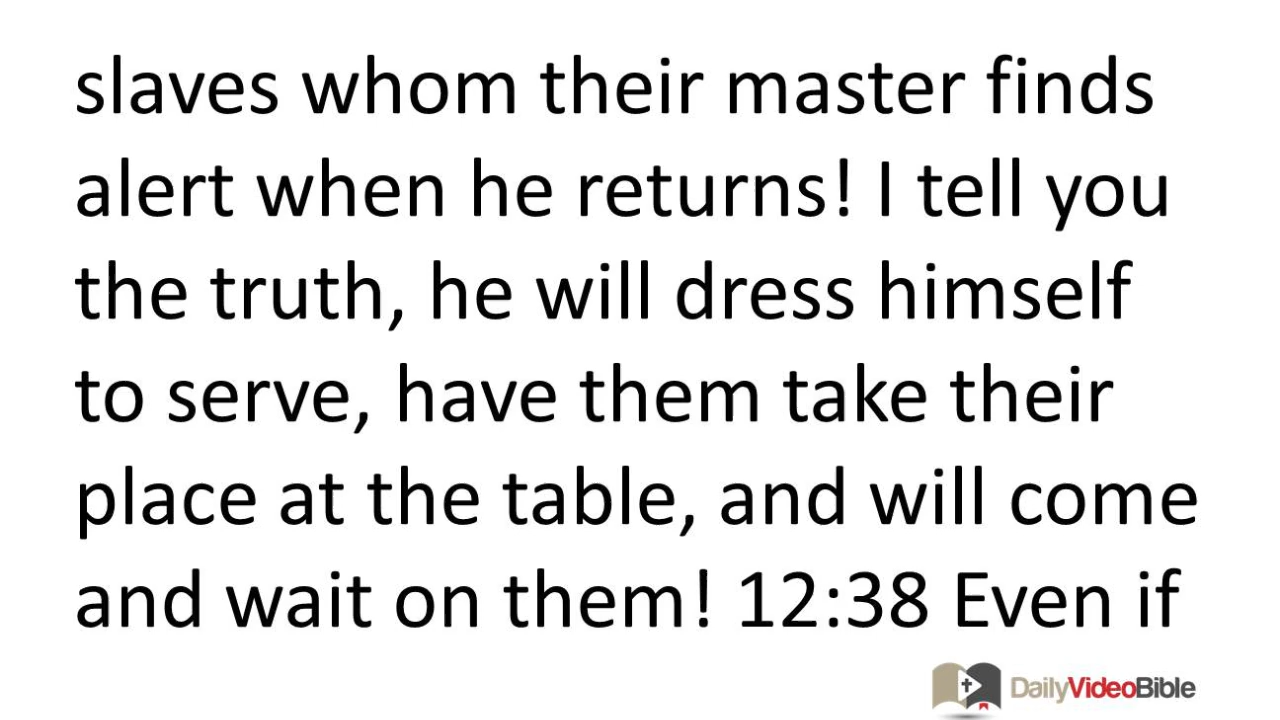 slaves whom their master finds
alert when he returns! I tell you
the truth, he will dress himself
to serve, have them take their
place at the table, and will come
and wait on them! 12:38 Even if
DailyVideoBible